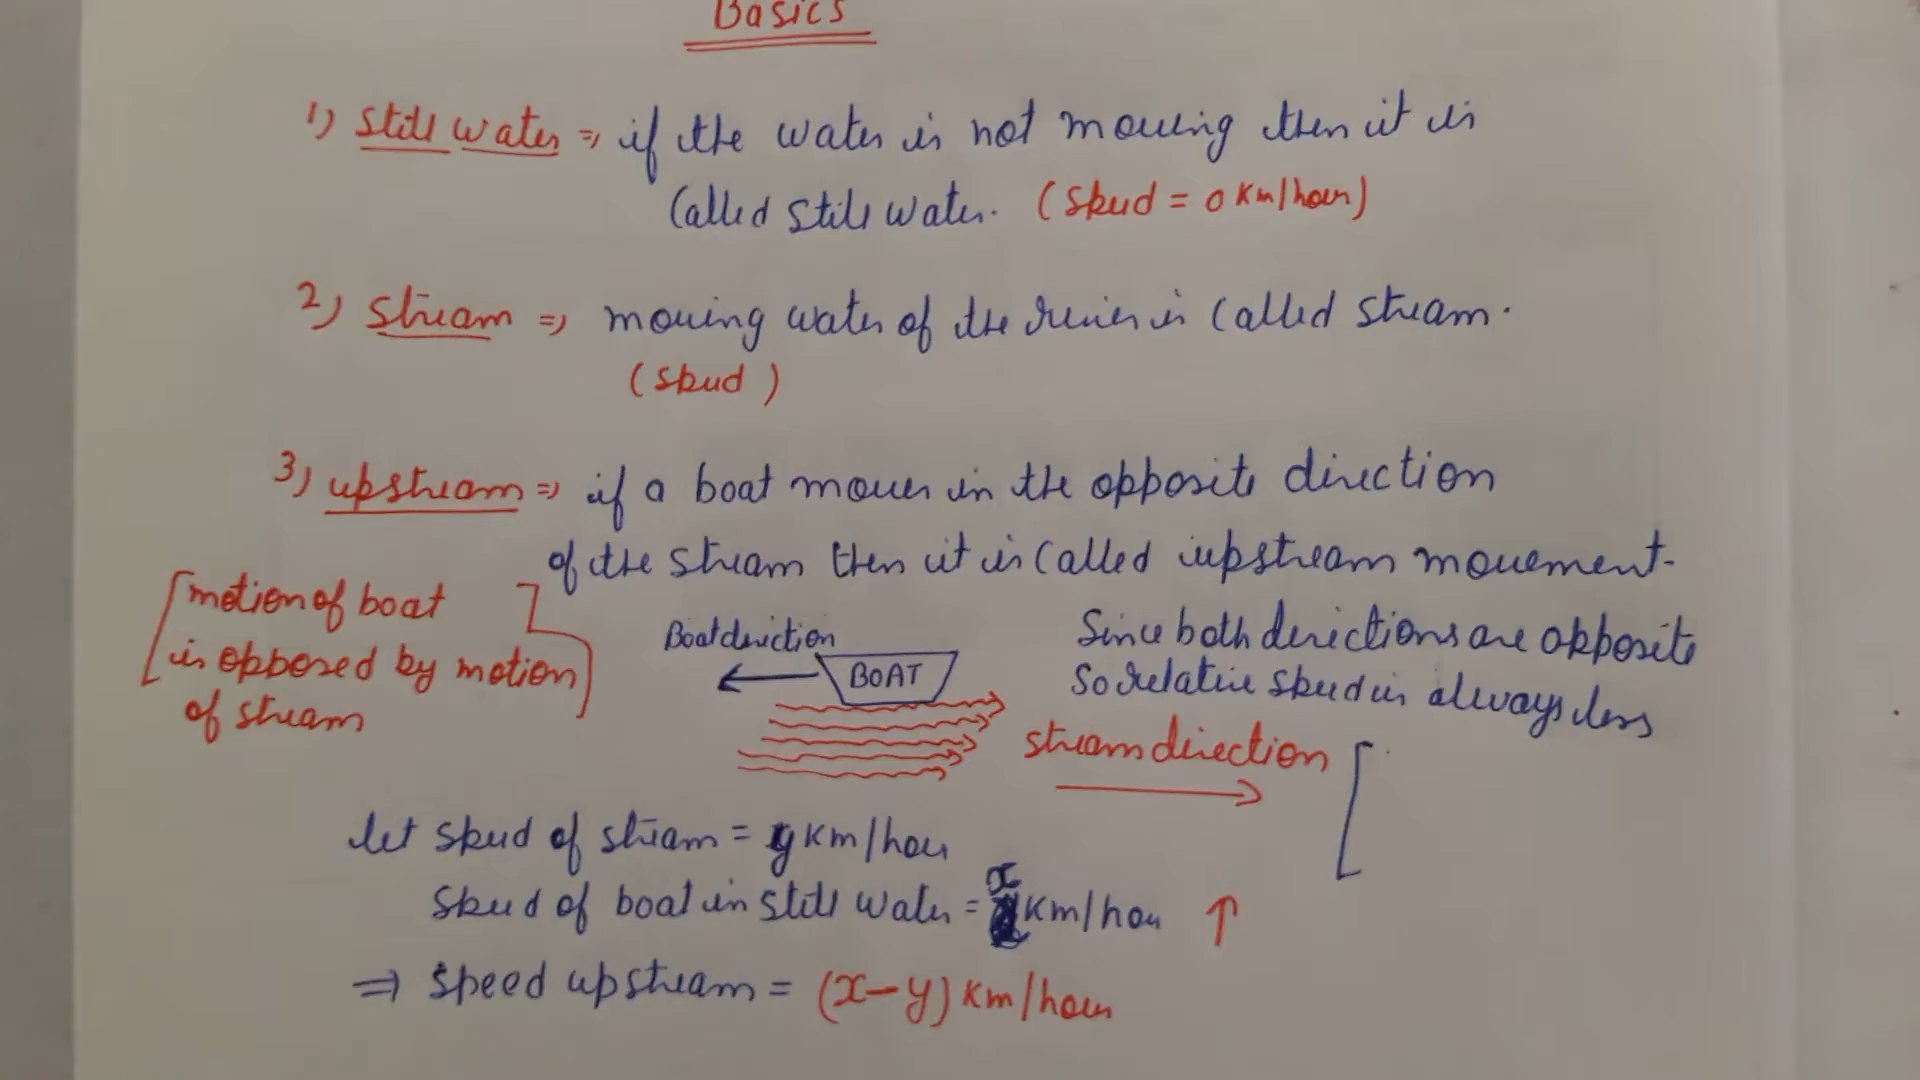 Basics
1) Still water ⇒ if the water is not moving then it is
called still water. (Speed = 0 Km/hour)
2) Stream ⇒ moving water of the river is called stream.
(Speed )
3) upstream ⇒ if a boat moves in the opposite direction
of the stream then it is called upstream movement.
[motion of boat
is opposed by motion
of stream]
Boat direction
BOAT
Since both directions are opposite
So relative speed is always less
stream direction [
let speed of stream = y Km/hour
Speed of boat in still water = x Km/hour ↑
⇒ Speed upstream = (x-y) Km/hour